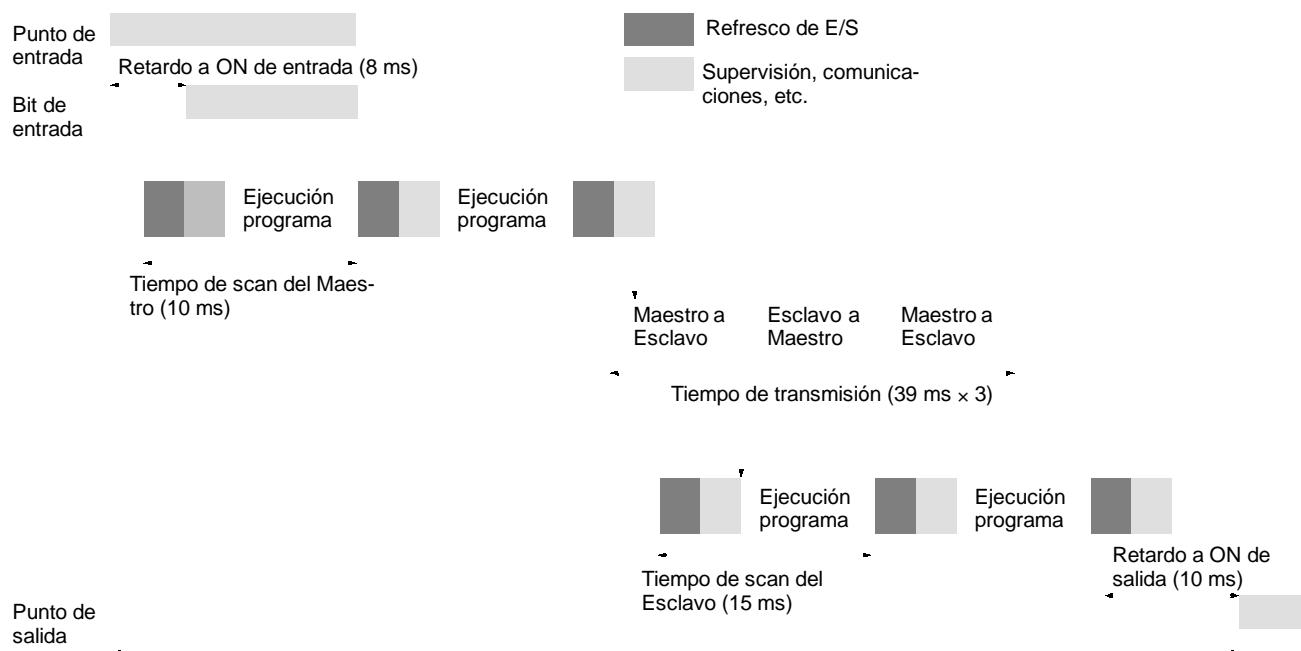 Punto de
entrada
Refresco de E/S
Retardo a ON de entrada (8 ms)
Supervisión, comunica-
ciones, etc.
Bit de
entrada
Ejecución
programa
Ejecución
programa
Tiempo de scan del Maes-
tro (10 ms)
Maestro a
Esclavo
Esclavo a
Maestro
Maestro a
Esclavo
Tiempo de transmisión (39 ms × 3)
Ejecución
programa
Ejecución
programa
Retardo a ON de
salida (10 ms)
Tiempo de scan del
Esclavo (15 ms)
Punto de
salida